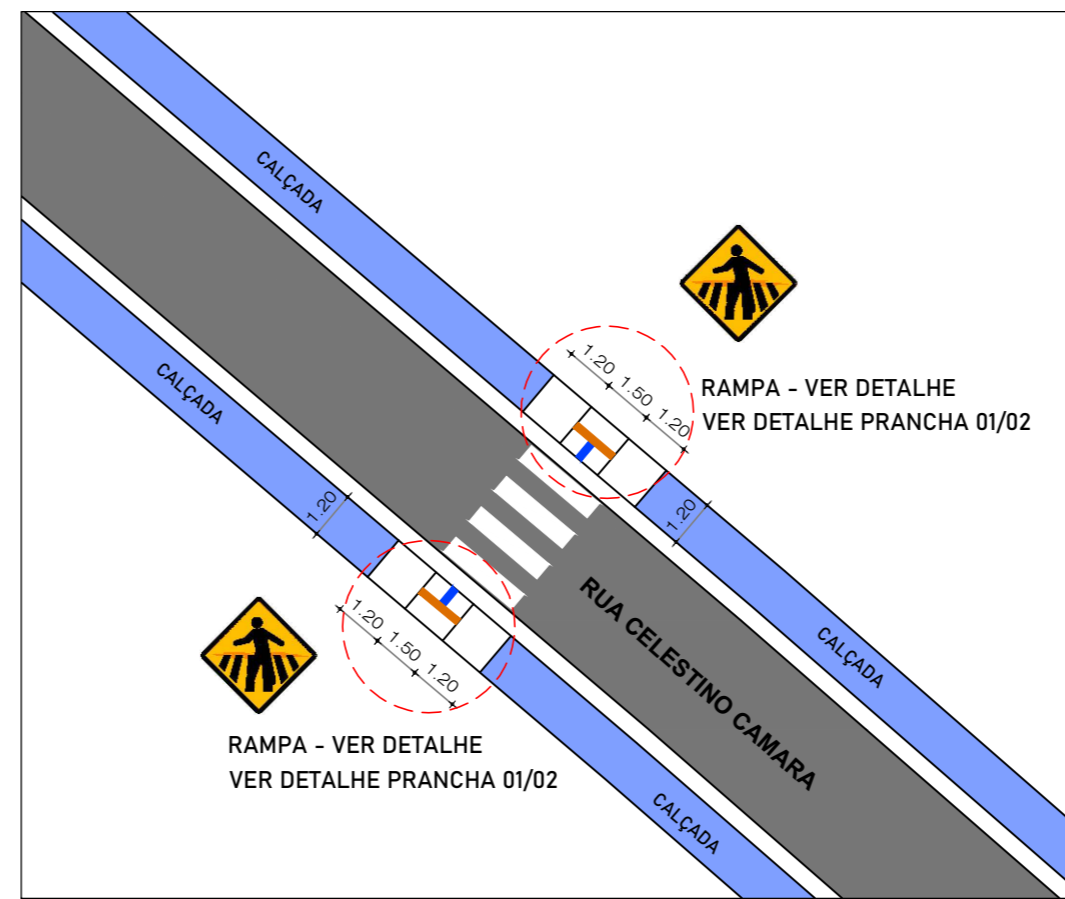 CALÇADA
CALÇADA
1.20
1.50
1.20
RAMPA - VER DETALHE
VER DETALHE PRANCHA 01/02
1.20
1.20
1.20
1.50
1.20
RUA CELESTINO CAMARA
CALÇADA
RAMPA - VER DETALHE
VER DETALHE PRANCHA 01/02
CALÇADA